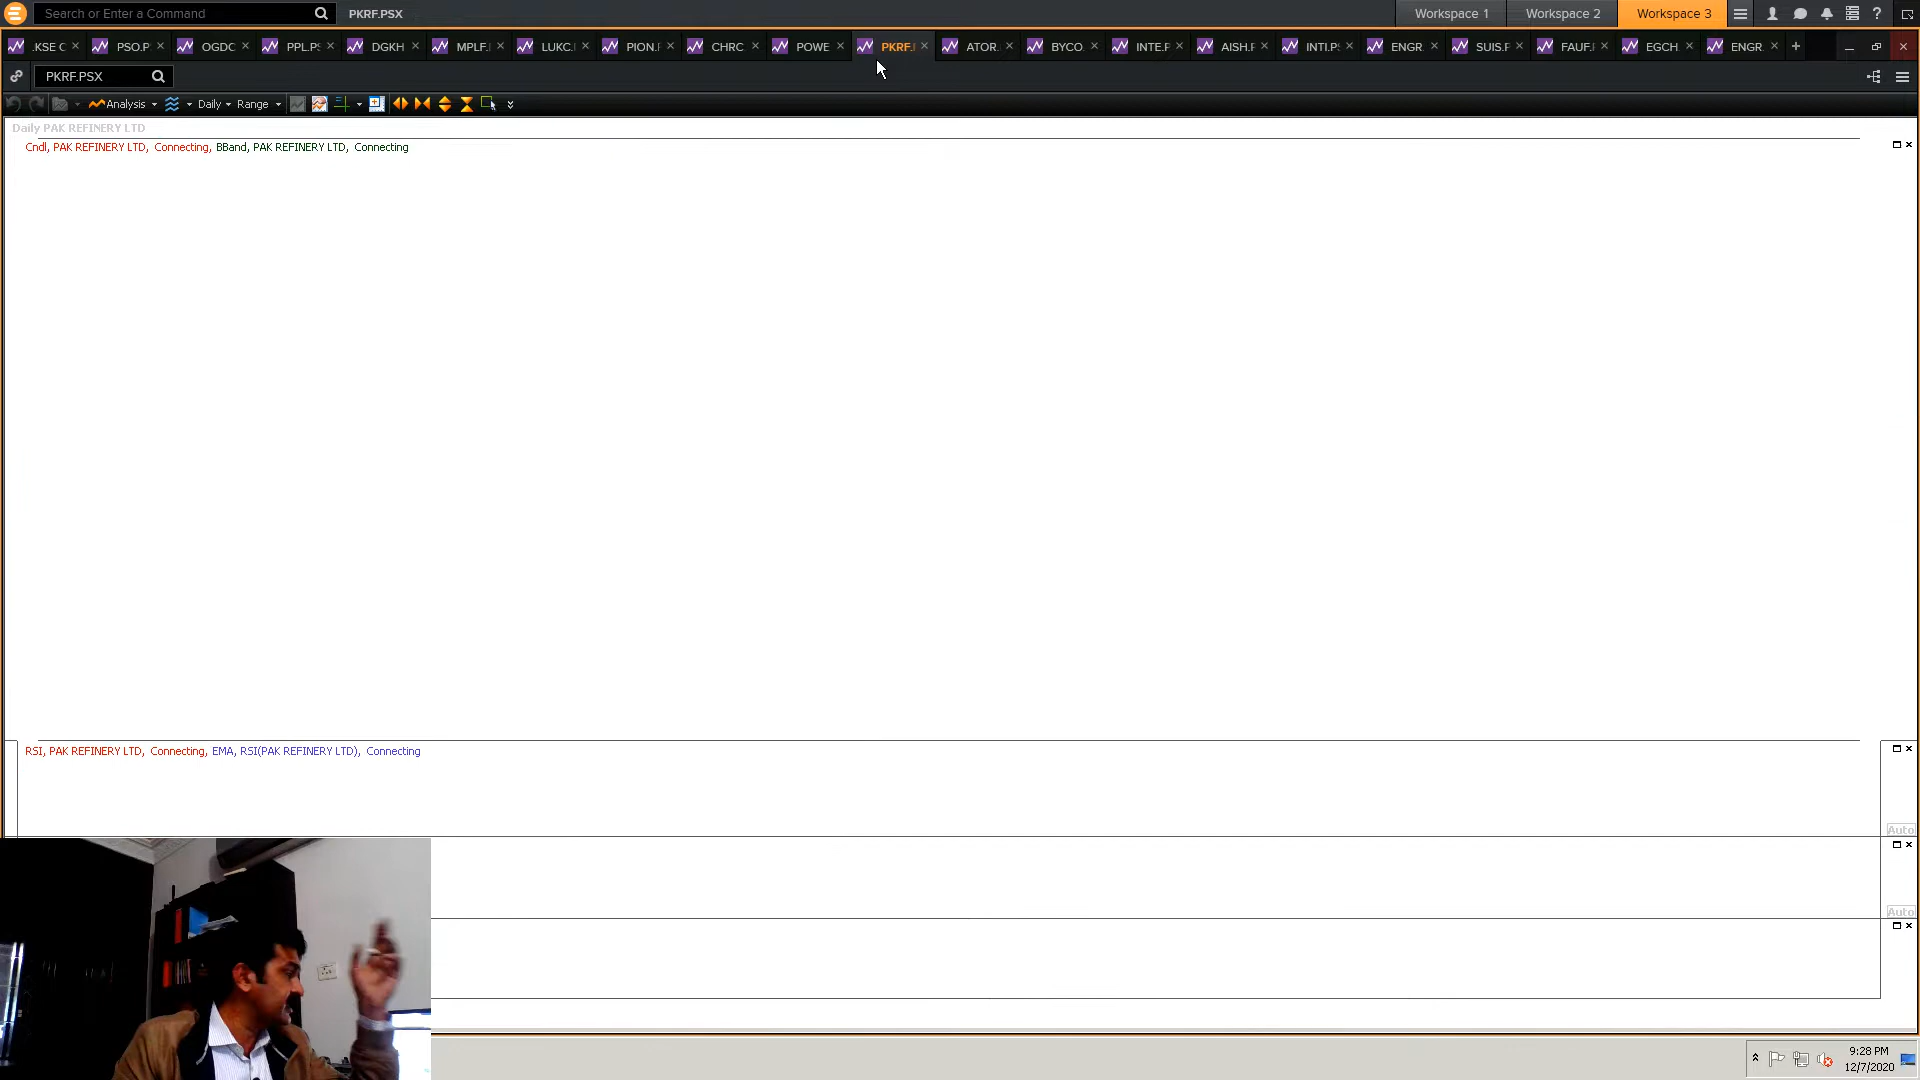 Search or Enter a Command PKRF.PSX Workspace 1 Workspace 2 Workspace 3 ?
.KSE C PSO.P OGDC PPL.PS DGKH MPLF. LUKC. PION.P CHRC POWE PKRF. ATOR. BYCO. INTE.P AISH.P INTI.PS ENGR. SUIS.P FAUF. EGCH ENGR. +
PKRF.PSX
Analysis Daily Range
Daily PAK REFINERY LTD
Cndl, PAK REFINERY LTD, Connecting, BBand, PAK REFINERY LTD, Connecting
RSI, PAK REFINERY LTD, Connecting, EMA, RSI(PAK REFINERY LTD), Connecting
Auto
Auto
9:28 PM
12/7/2020